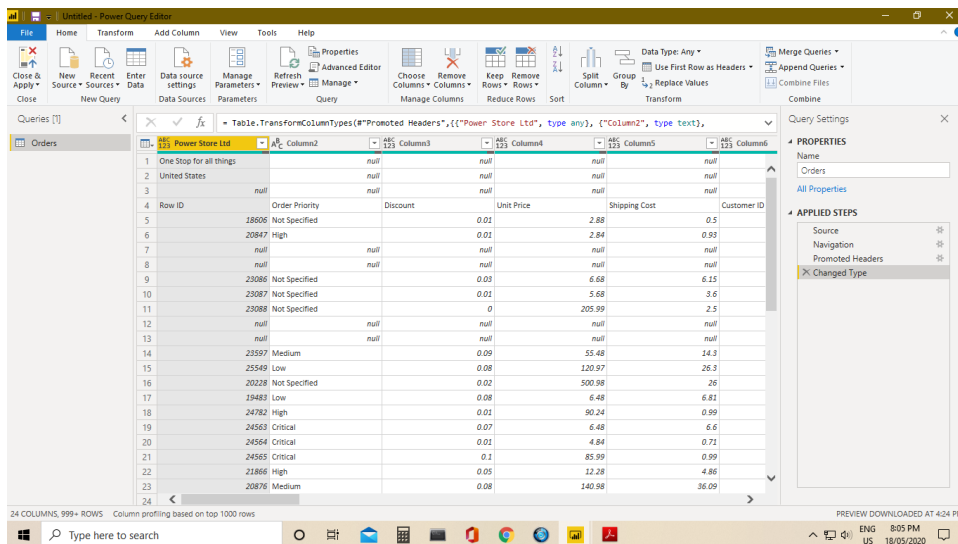 Untitled - Power Query Editor
File Home Transform Add Column View Tools Help
Close & Apply
New Source
Recent Sources
Enter Data
Data source settings
Manage Parameters
Refresh Preview
Properties
Advanced Editor
Manage
Choose Columns
Remove Columns
Keep Rows
Remove Rows
Split Column
Group By
Data Type: Any
Use First Row as Headers
Replace Values
Merge Queries
Append Queries
Combine Files
Close New Query Data Sources Parameters Query Manage Columns Reduce Rows Sort Transform Combine
Queries [1]
Orders
fx = Table.TransformColumnTypes(#"Promoted Headers",{{"Power Store Ltd", type any}, {"Column2", type text},
ABC 123 Power Store Ltd ABC Column2 ABC 123 Column3 ABC 123 Column4 ABC 123 Column5 ABC 123 Column6
1 One Stop for all things null null null null
2 United States null null null null
3 null null null null null
4 Row ID Order Priority Discount Unit Price Shipping Cost Customer ID
5 18606 Not Specified 0.01 2.88 0.5
6 20847 High 0.01 2.84 0.93
7 null null null null null
8 null null null null null
9 23086 Not Specified 0.03 6.68 6.15
10 23087 Not Specified 0.01 5.68 3.6
11 23088 Not Specified 0 205.99 2.5
12 null null null null null
13 null null null null null
14 23597 Medium 0.09 55.48 14.3
15 25549 Low 0.08 120.97 26.3
16 20228 Not Specified 0.02 500.98 26
17 19483 Low 0.08 6.48 6.81
18 24782 High 0.01 90.24 0.99
19 24563 Critical 0.07 6.48 6.6
20 24564 Critical 0.01 4.84 0.71
21 24565 Critical 0.1 85.99 0.99
22 21866 High 0.05 12.28 4.86
23 20876 Medium 0.08 140.98 36.09
24
Query Settings
PROPERTIES
Name
Orders
All Properties
APPLIED STEPS
Source
Navigation
Promoted Headers
Changed Type
24 COLUMNS, 999+ ROWS Column profiling based on top 1000 rows PREVIEW DOWNLOADED AT 4:24 P
Type here to search
ENG
US
8:05 PM
18/05/2020